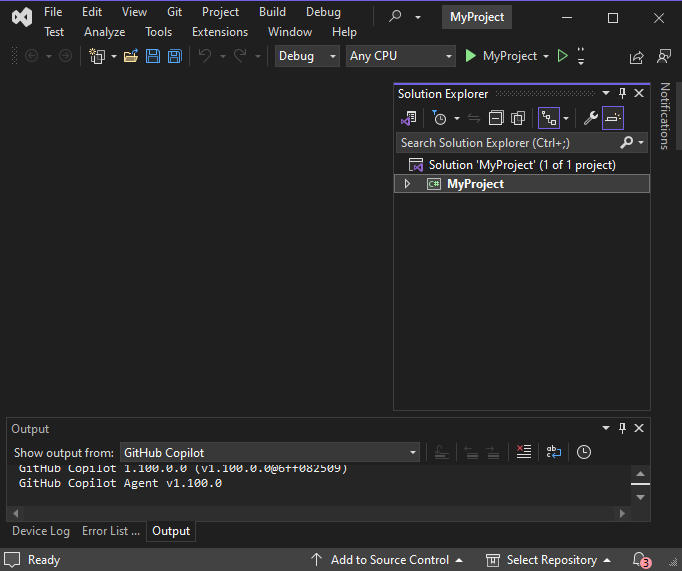 File Edit View Git Project Build Debug
Test Analyze Tools Extensions Window Help
MyProject
Debug Any CPU MyProject
Solution Explorer
Search Solution Explorer (Ctrl+;)
Solution 'MyProject' (1 of 1 project)
C# MyProject
Notifications
Output
Show output from: GitHub Copilot
GitHub Copilot 1.100.0.0 (v1.100.0.0@6ff082509)
GitHub Copilot Agent v1.100.0
Device Log Error List ... Output
Ready Add to Source Control Select Repository 3